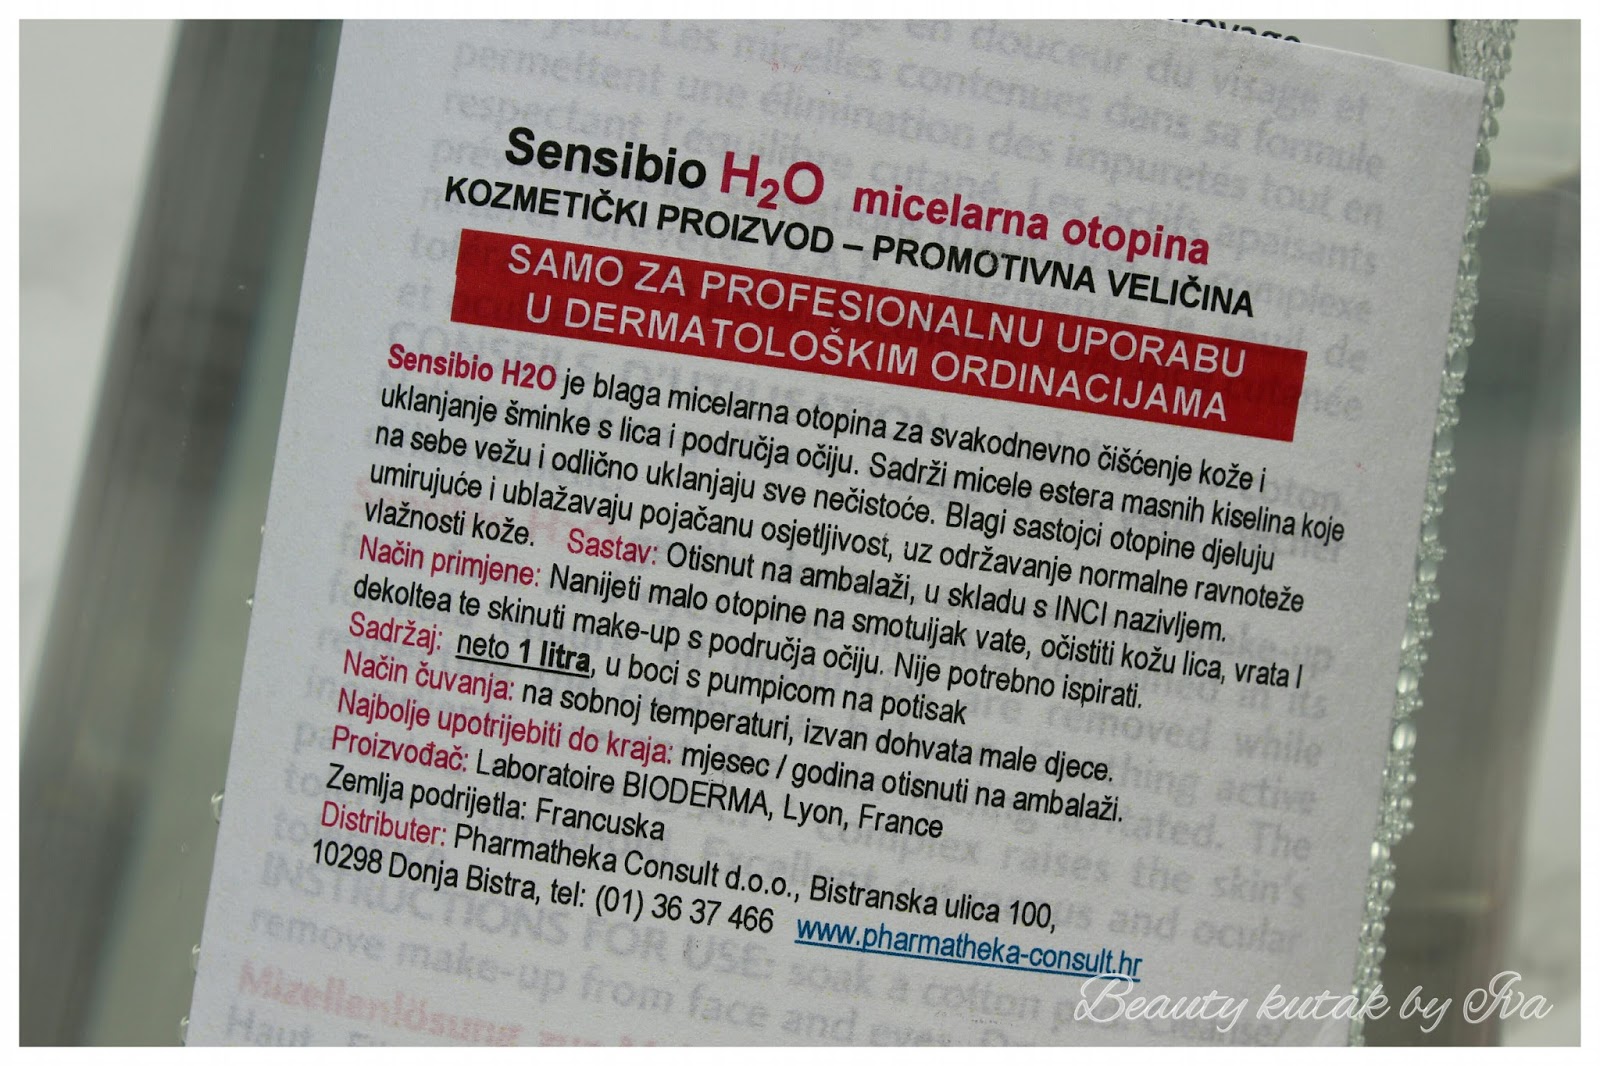 Sensibio H2O micelarna otopina
KOZMETIČKI PROIZVOD – PROMOTIVNA VELIČINA
SAMO ZA PROFESIONALNU UPORABU
U DERMATOLOŠKIM ORDINACIJAMA
Sensibio H2O je blaga micelarna otopina za svakodnevno čišćenje kože i
uklanjanje šminke s lica i područja očiju. Sadrži micele estera masnih kiselina koje
na sebe vežu i odlično uklanjaju sve nečistoće. Blagi sastojci otopine djeluju
umirujuće i ublažavaju pojačanu osjetljivost, uz održavanje normalne ravnoteže
vlažnosti kože. Sastav: Otisnut na ambalaži, u skladu s INCI nazivljem.
Način primjene: Nanijeti malo otopine na smotuljak vate, očistiti kožu lica, vrata I
dekoltea te skinuti make-up s područja očiju. Nije potrebno ispirati.
Sadržaj: neto 1 litra, u boci s pumpicom na potisak
Način čuvanja: na sobnoj temperaturi, izvan dohvata male djece.
Najbolje upotrijebiti do kraja: mjesec / godina otisnuti na ambalaži.
Proizvođač: Laboratoire BIODERMA, Lyon, France
Zemlja podrijetla: Francuska
Distributer: Pharmatheka Consult d.o.o., Bistranska ulica 100,
10298 Donja Bistra, tel: (01) 36 37 466 www.pharmatheka-consult.hr
Beauty kutak by Iva